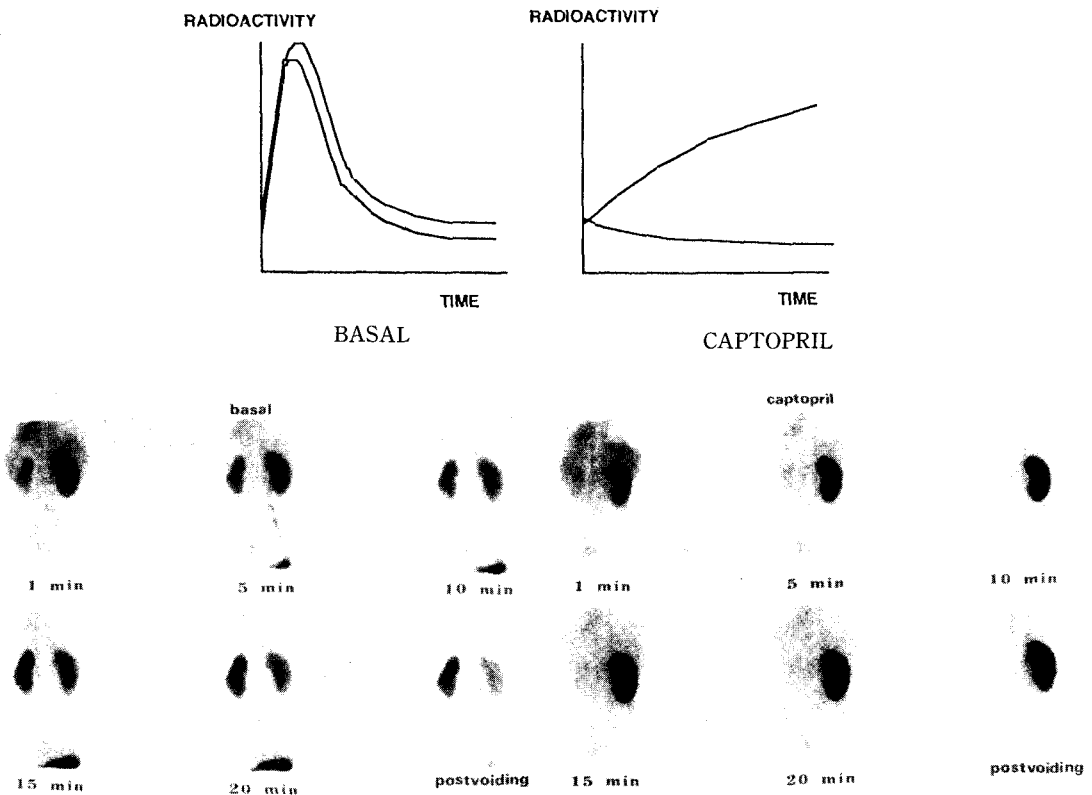 RADIOACTIVITY
RADIOACTIVITY
TIME
TIME
BASAL
CAPTOPRIL
basal
captopril
1 min
5 min
10 min
1 min
5 min
10 min
15 min
20 min
postvoiding
15 min
20 min
postvoiding